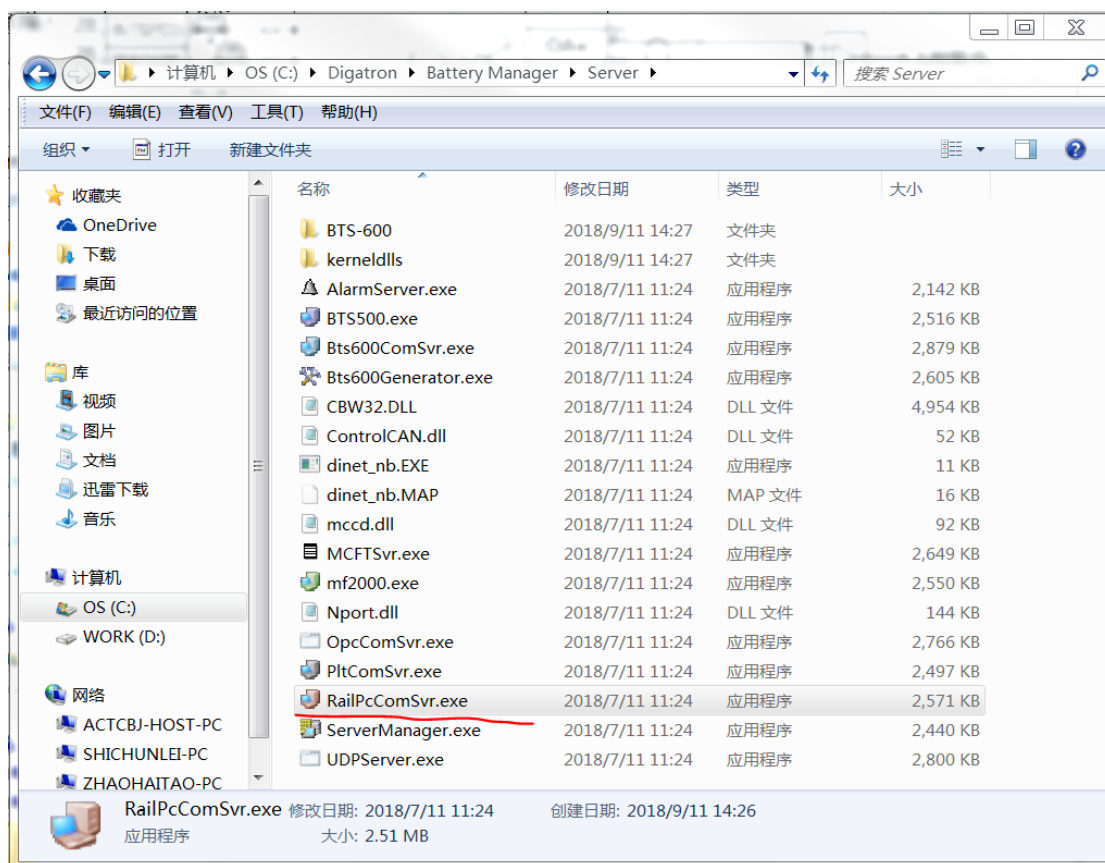 计算机 OS (C:) Digatron Battery Manager Server 搜索 Server
文件(F) 编辑(E) 查看(V) 工具(T) 帮助(H)
组织 打开 新建文件夹
收藏夹
OneDrive
下载
桌面
最近访问的位置
库
视频
图片
文档
迅雷下载
音乐
计算机
OS (C:)
WORK (D:)
网络
ACTCBJ-HOST-PC
SHICHUNLEI-PC
ZHAOHAITAO-PC
名称 修改日期 类型 大小
BTS-600 2018/9/11 14:27 文件夹
kerneldlls 2018/9/11 14:27 文件夹
AlarmServer.exe 2018/7/11 11:24 应用程序 2,142 KB
BTS500.exe 2018/7/11 11:24 应用程序 2,516 KB
Bts600ComSvr.exe 2018/7/11 11:24 应用程序 2,879 KB
Bts600Generator.exe 2018/7/11 11:24 应用程序 2,605 KB
CBW32.DLL 2018/7/11 11:24 DLL 文件 4,954 KB
ControlCAN.dll 2018/7/11 11:24 DLL 文件 52 KB
dinet_nb.EXE 2018/7/11 11:24 应用程序 11 KB
dinet_nb.MAP 2018/7/11 11:24 MAP 文件 16 KB
mccd.dll 2018/7/11 11:24 DLL 文件 92 KB
MCFTSvr.exe 2018/7/11 11:24 应用程序 2,649 KB
mf2000.exe 2018/7/11 11:24 应用程序 2,550 KB
Nport.dll 2018/7/11 11:24 DLL 文件 144 KB
OpcComSvr.exe 2018/7/11 11:24 应用程序 2,766 KB
PltComSvr.exe 2018/7/11 11:24 应用程序 2,497 KB
RailPcComSvr.exe 2018/7/11 11:24 应用程序 2,571 KB
ServerManager.exe 2018/7/11 11:24 应用程序 2,440 KB
UDPServer.exe 2018/7/11 11:24 应用程序 2,800 KB
RailPcComSvr.exe 修改日期: 2018/7/11 11:24 创建日期: 2018/9/11 14:26
应用程序 大小: 2.51 MB